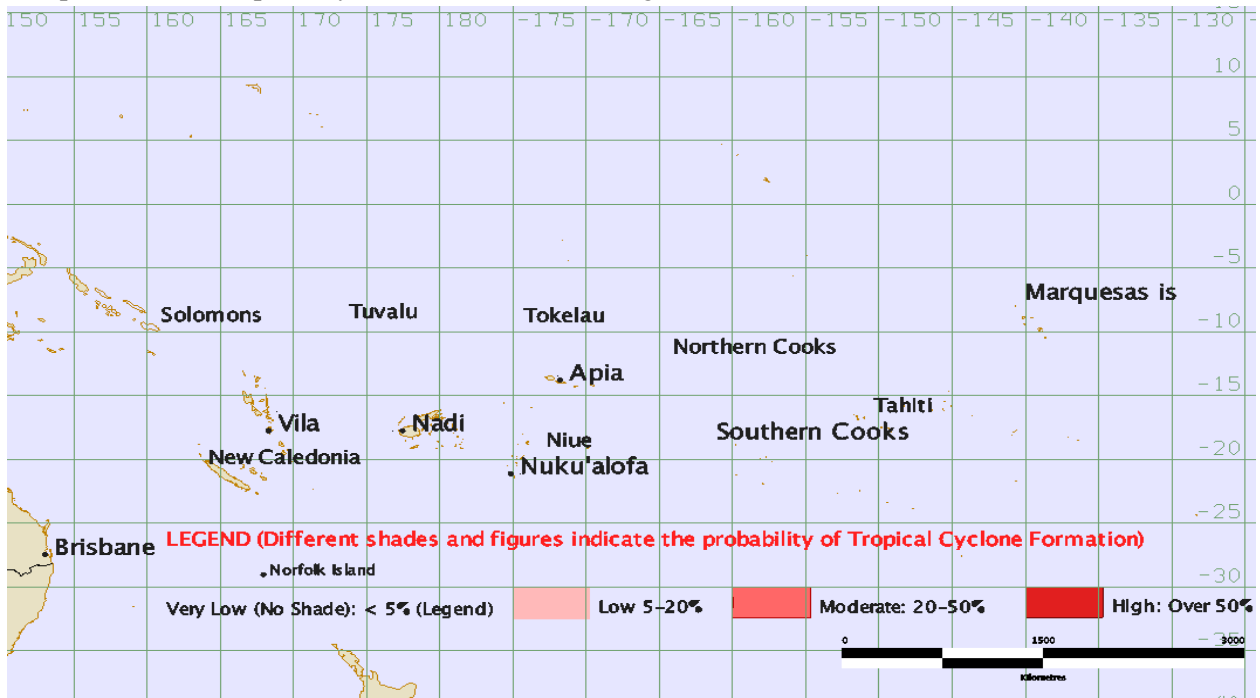 150 155 160 165 170 175 180 -175 -170 -165 -160 -155 -150 -145 -140 -135 -130
10
5
0
-5
Marquesas is
Solomons Tuvalu Tokelau
-10
Northern Cooks
Apia
-15
Tahiti
Vila Nadi Southern Cooks
Niue
New Caledonia Nuku'alofa
-20
-25
LEGEND (Different shades and figures indicate the probability of Tropical Cyclone Formation)
Brisbane
Norfolk Island
-30
Very Low (No Shade): < 5% (Legend) Low 5-20% Moderate: 20-50% High: Over 50%
0 1500 3000
-35
Kilometres